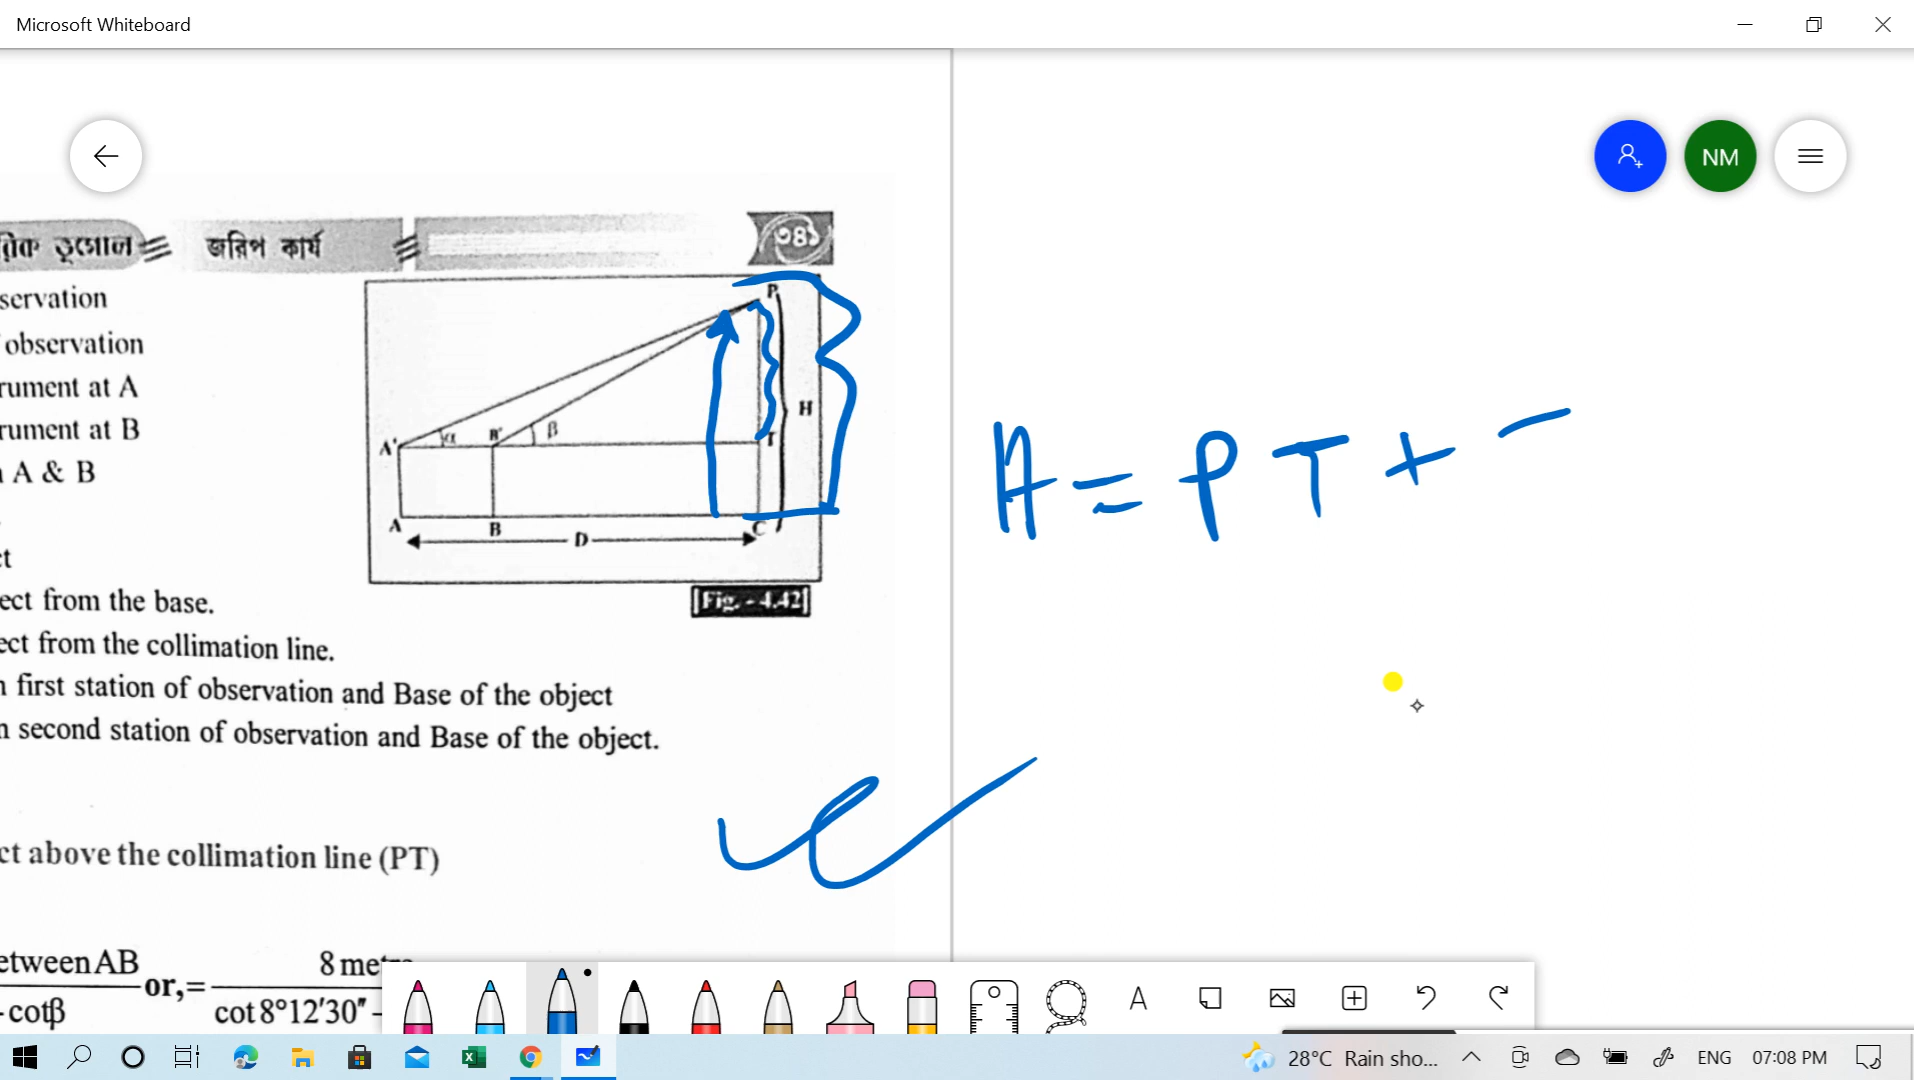 Microsoft Whiteboard
NM
জরিপ কার্য
৩৪১
servation
observation
rument at A
rument at B
A & B
ct
ect from the base.
ect from the collimation line.
n first station of observation and Base of the object
n second station of observation and Base of the object.
P
H
A' α B' β T
A B C
D
[Fig. - 4.42]
H = PT +
ct above the collimation line (PT)
etween AB
or, =
8 metre
cotβ
cot 8°12'30" -
A
28°C Rain sho... ENG 07:08 PM